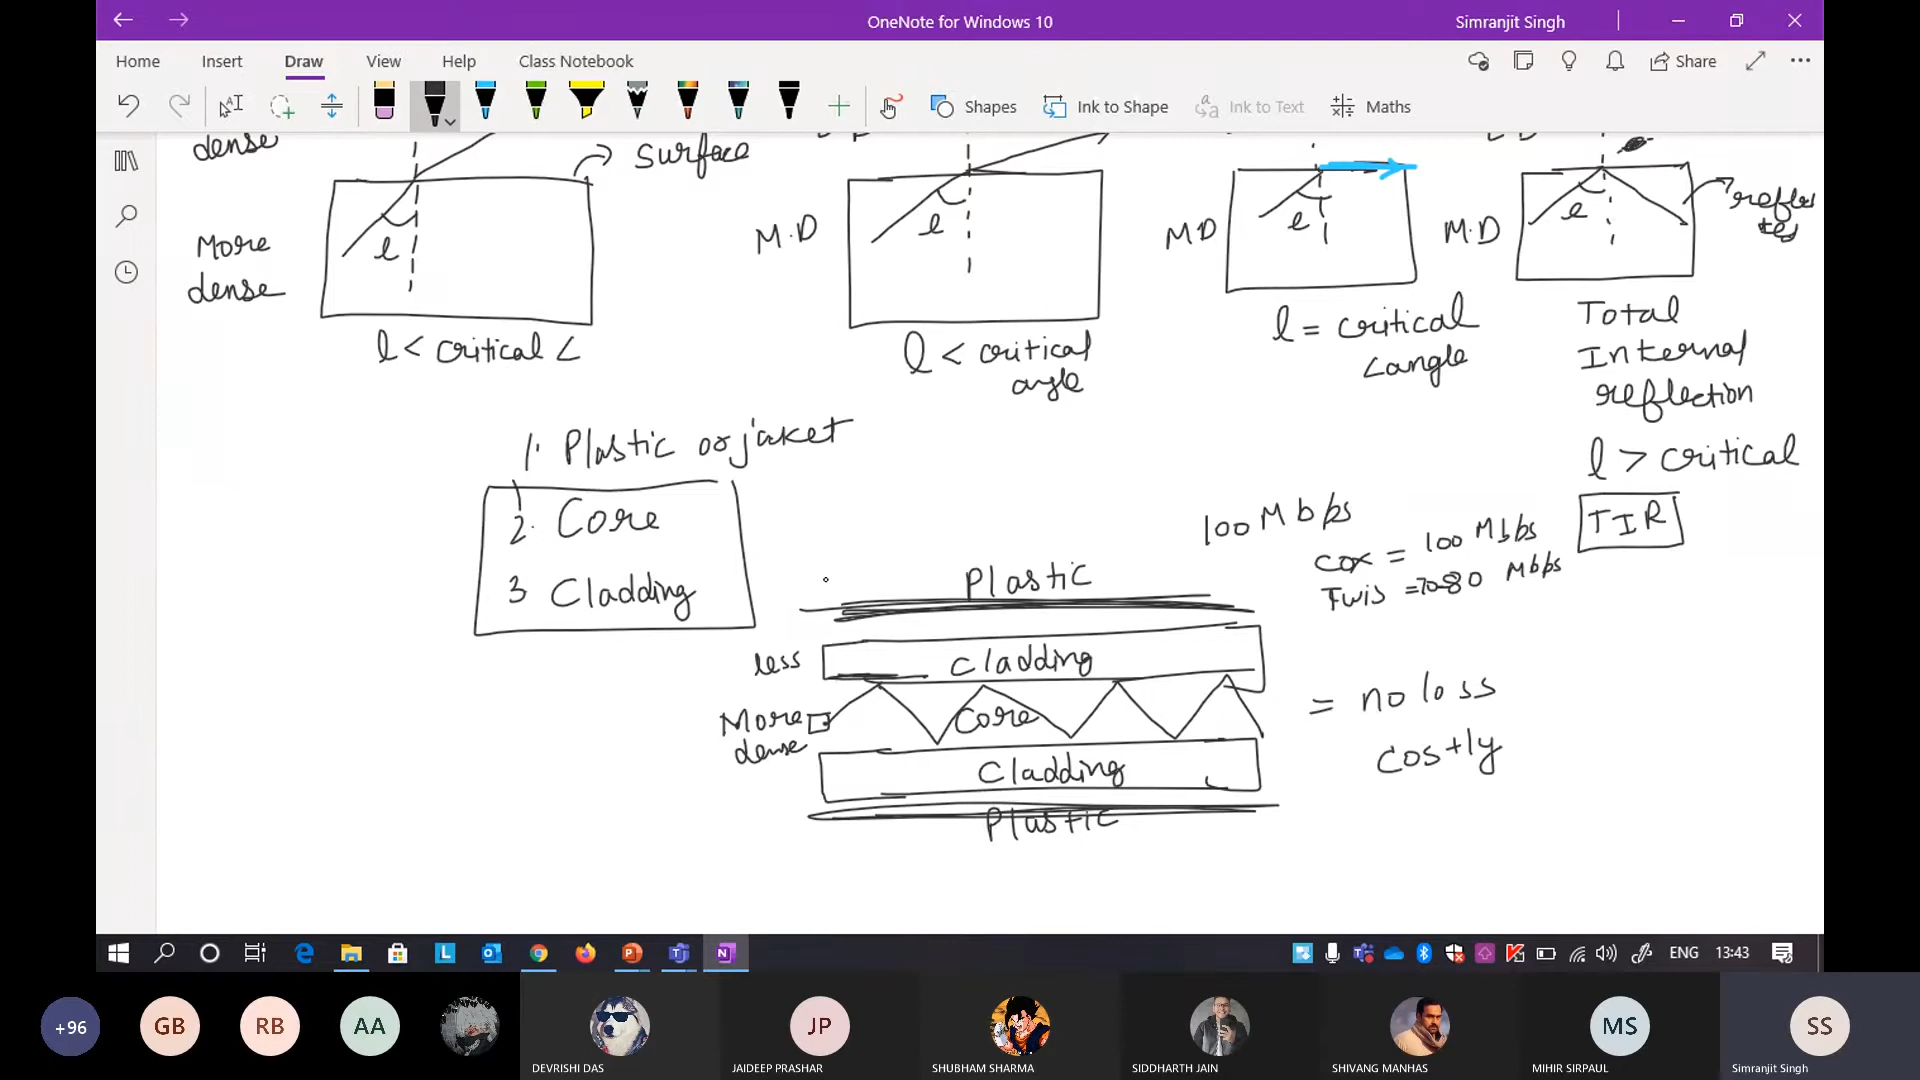 OneNote for Windows 10
Simranjit Singh
Home Insert Draw View Help Class Notebook
Share
Shapes Ink to Shape Ink to Text Maths
dense
surface
More
dense
l
l < critical <
M.D
l
l < critical
angle
MD
l
l = critical
<angle
M.D
l
reflec
ted
Total
Internal
reflection
l > critical
TIR
1. Plastic or jacket
2. Core
3 Cladding
100 Mbps
cox = 100 Mbps
Twis = 70-80 Mbps
Plastic
less
Cladding
More
dense
Core
Cladding
Plastic
= no loss
costly
ENG 13:43
+96
GB
RB
AA
DEVRISHI DAS
JP
JAIDEEP PRASHAR
SHUBHAM SHARMA
SIDDHARTH JAIN
SHIVANG MANHAS
MS
MIHIR SIRPAUL
SS
Simranjit Singh